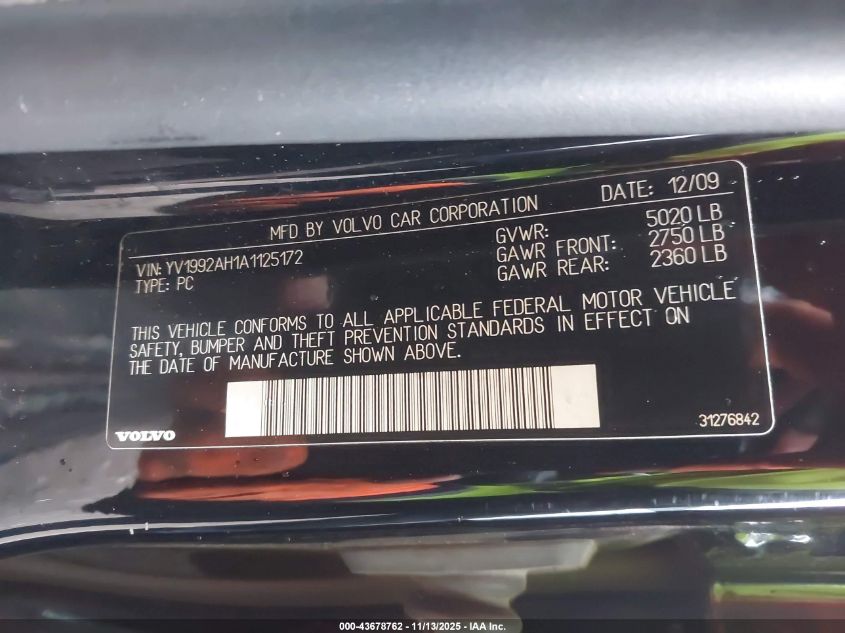 MFD BY VOLVO CAR CORPORATION DATE: 12/09
VIN: YV1992AH1A1125172 GVWR: 5020 LB
TYPE: PC GAWR FRONT: 2750 LB
GAWR REAR: 2360 LB
THIS VEHICLE CONFORMS TO ALL APPLICABLE FEDERAL MOTOR VEHICLE
SAFETY, BUMPER AND THEFT PREVENTION STANDARDS IN EFFECT ON
THE DATE OF MANUFACTURE SHOWN ABOVE.
VOLVO 31276842
000-43678762 - 11/13/2025 - IAA Inc.